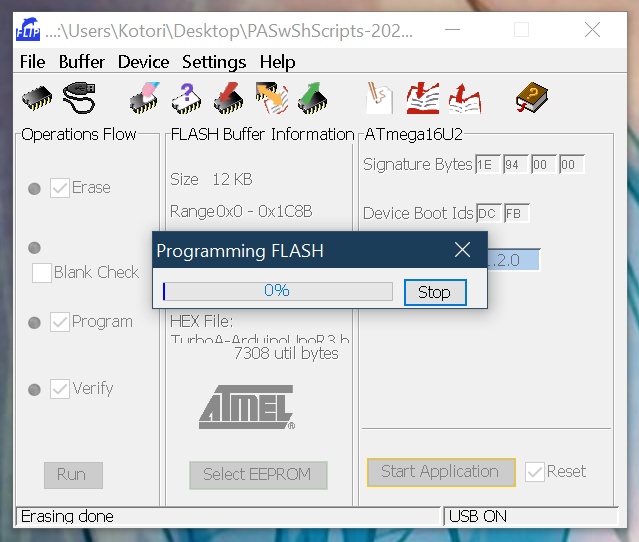 FLIP ...:\Users\Kotori\Desktop\PASwShScripts-202...
File Buffer Device Settings Help
Operations Flow FLASH Buffer Information ATmega16U2
Signature Bytes 1E 94 00 00
Size 12 KB
Erase
Range 0x0 - 0x1C8B
Device Boot Ids DC FB
Programming FLASH
.2.0
Blank Check
0% Stop
HEX File:
Program
TurboA-ArduinoUnoR3.h
7308 util bytes
Verify
ATMEL ®
Run Select EEPROM Start Application Reset
Erasing done USB ON